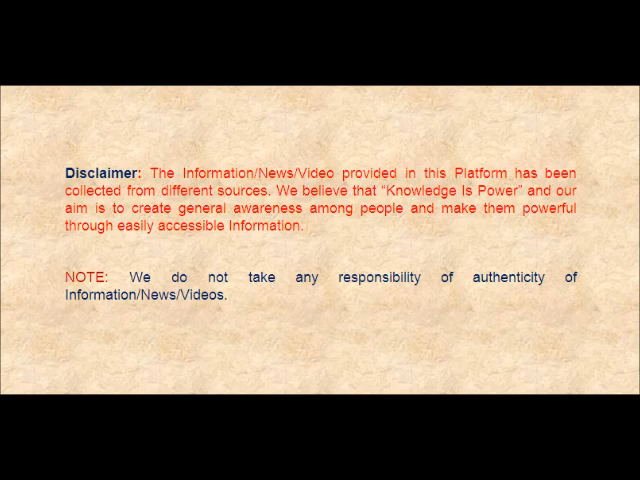 Disclaimer: The Information/News/Video provided in this Platform has been
collected from different sources. We believe that “Knowledge Is Power” and our
aim is to create general awareness among people and make them powerful
through easily accessible Information.
NOTE: We do not take any responsibility of authenticity of
Information/News/Videos.